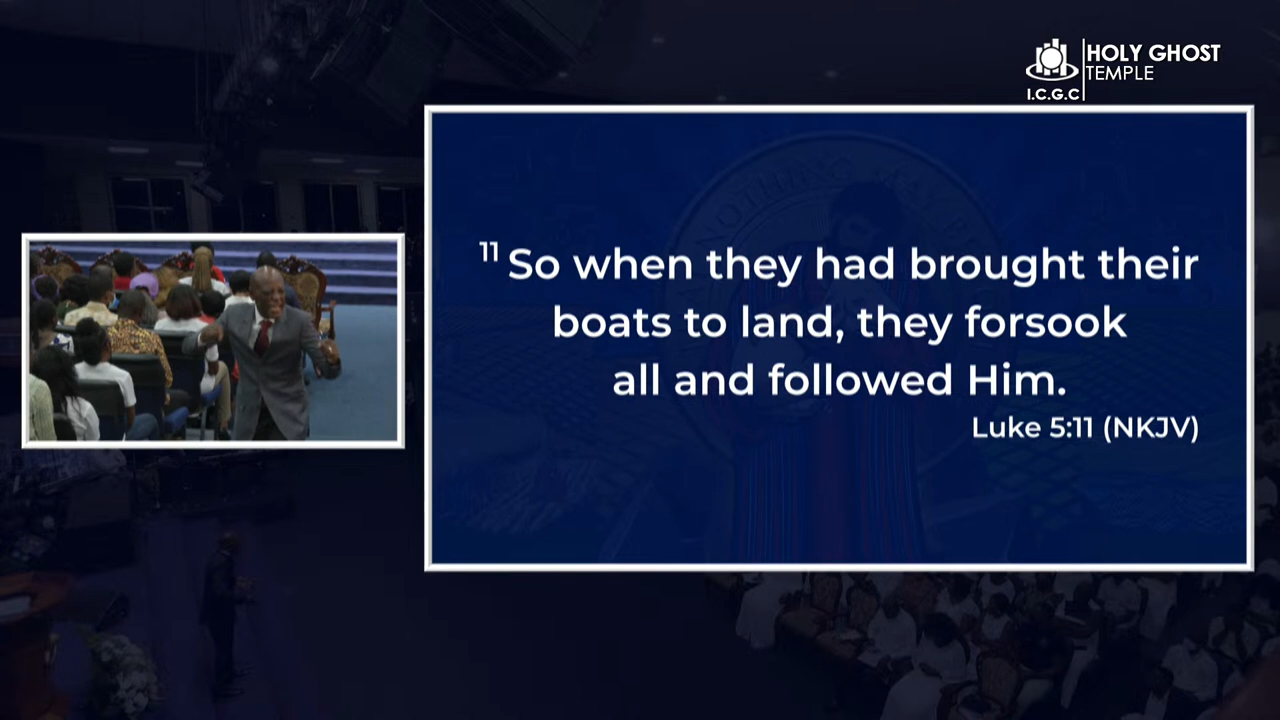 HOLY GHOST
TEMPLE
I.C.G.C
11 So when they had brought their
boats to land, they forsook
all and followed Him.
Luke 5:11 (NKJV)